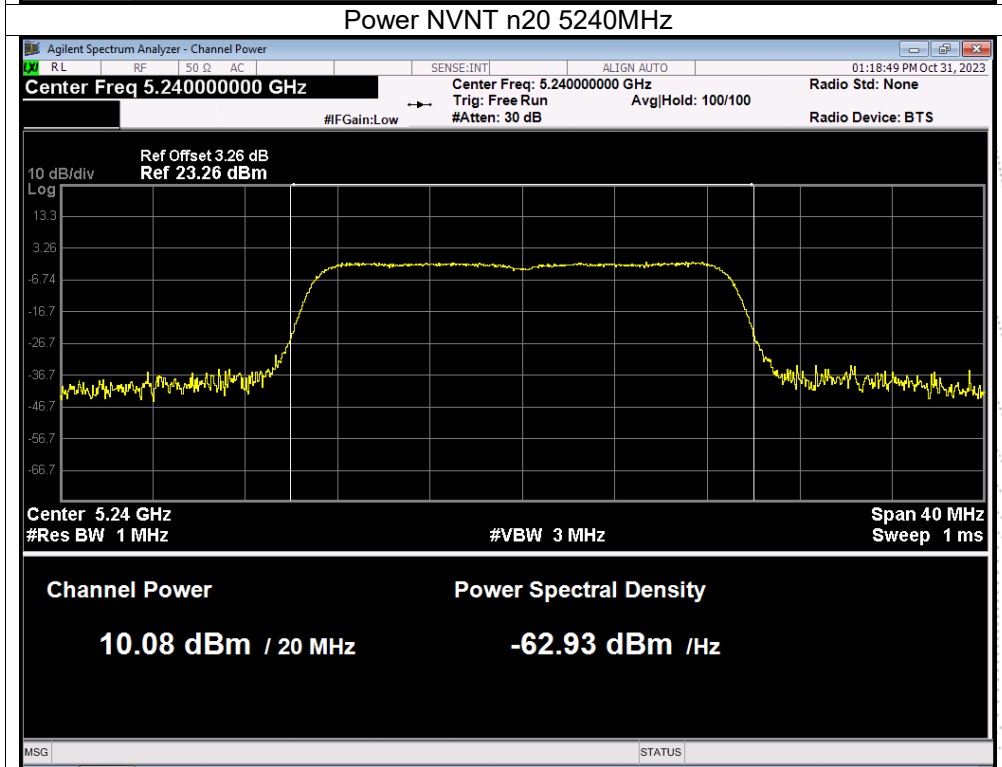 Power NVNT n20 5240MHz
Agilent Spectrum Analyzer - Channel Power
LXI RL RF 50 Ω AC SENSE:INT ALIGN AUTO 01:18:49 PM Oct 31, 2023
Center Freq 5.240000000 GHz Center Freq: 5.240000000 GHz Radio Std: None
Trig: Free Run Avg|Hold: 100/100
#IFGain:Low #Atten: 30 dB Radio Device: BTS
Ref Offset 3.26 dB
10 dB/div Ref 23.26 dBm
Log
13.3
3.26
-6.74
-16.7
-26.7
-36.7
-46.7
-56.7
-66.7
Center 5.24 GHz Span 40 MHz
#Res BW 1 MHz #VBW 3 MHz Sweep 1 ms
Channel Power Power Spectral Density
10.08 dBm / 20 MHz -62.93 dBm /Hz
MSG STATUS